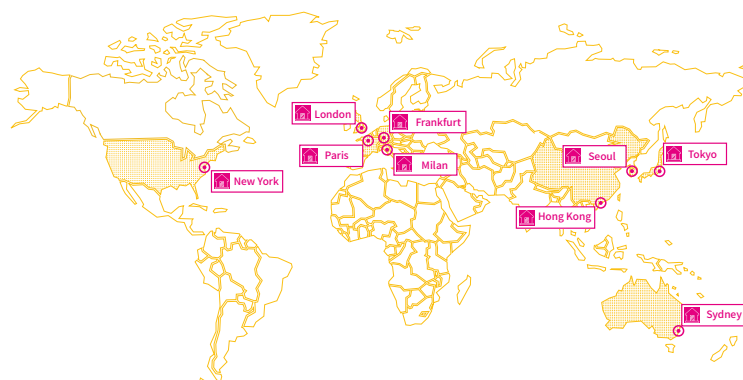 London
Frankfurt
Paris
Milan
New York
Seoul
Tokyo
Hong Kong
Sydney